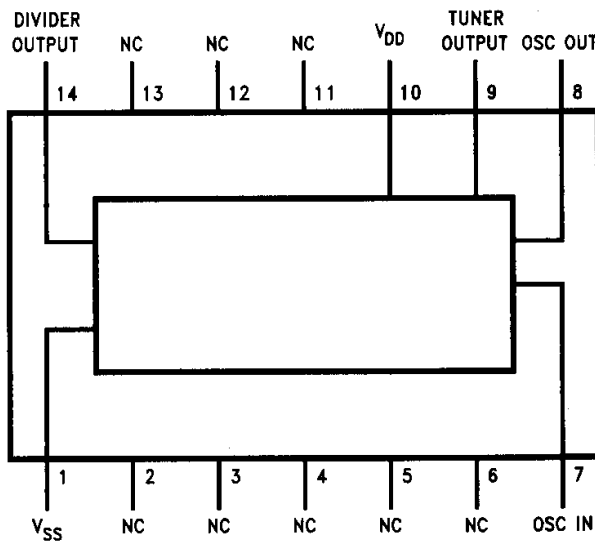 DIVIDER OUTPUT NC NC NC VDD TUNER OUTPUT OSC OUT
14 13 12 11 10 9 8
1 2 3 4 5 6 7
VSS NC NC NC NC NC OSC IN